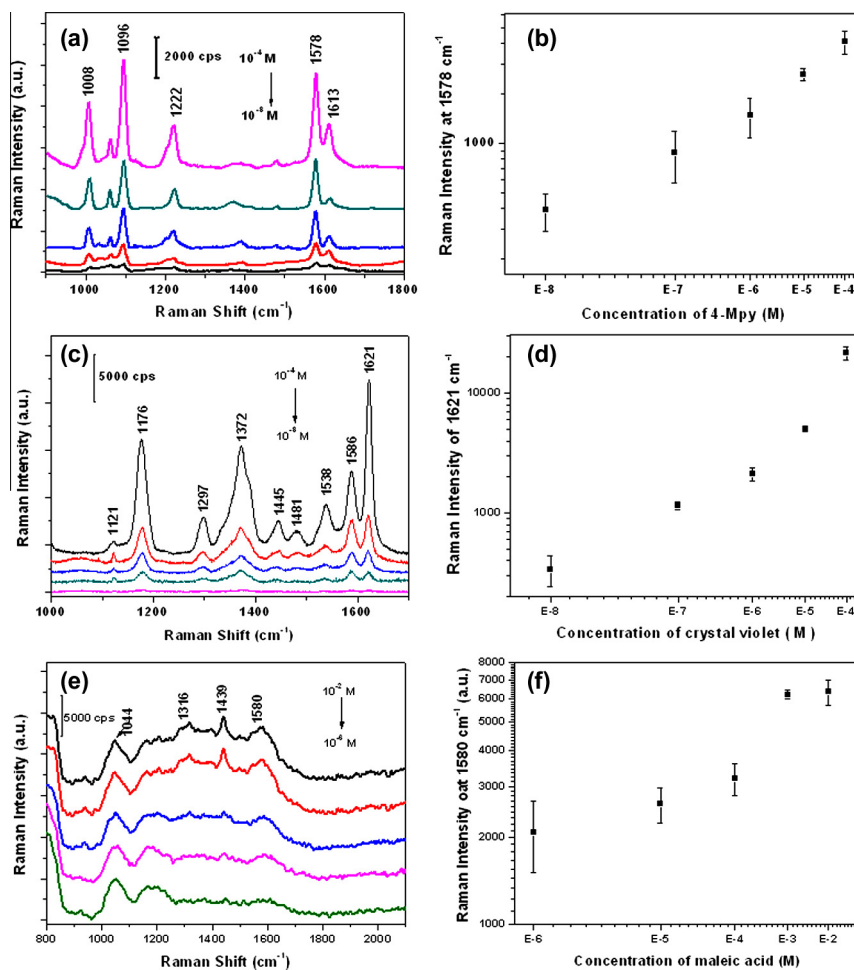 (a)
2000 cps
10⁻⁴ M
10⁻⁸ M
1008
1096
1222
1578
1613
Raman Intensity (a.u.)
1000 1200 1400 1600 1800
Raman Shift (cm⁻¹)
(b)
Raman Intensity at 1578 cm⁻¹
1000
E-8 E-7 E-6 E-5 E-4
Concentration of 4-Mpy (M)
(c)
5000 cps
10⁻⁴ M
10⁻⁸ M
1121
1176
1297
1372
1445
1481
1538
1586
1621
Raman Intensity (a.u.)
1000 1200 1400 1600
Raman Shift (cm⁻¹)
(d)
Raman Intensity of 1621 cm⁻¹
10000
1000
E-8 E-7 E-6 E-5 E-4
Concentration of crystal violet ( M )
(e)
5000 cps
10⁻² M
10⁻⁶ M
1044
1316
1439
1580
Raman Intensity (a.u.)
800 1000 1200 1400 1600 1800 2000
Raman Shift (cm⁻¹)
(f)
Raman Intensity oat 1580 cm⁻¹ (a.u.)
8000
7000
6000
5000
4000
3000
2000
1000
E-6 E-5 E-4 E-3 E-2
Concentration of maleic acid (M)